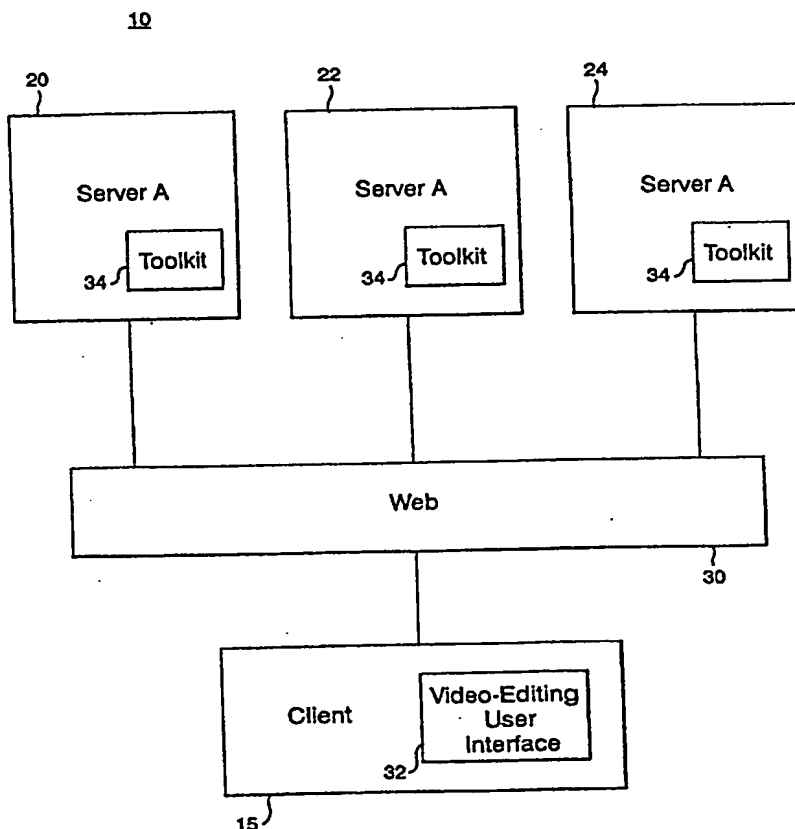 10
20
22
24
Server A
Server A
Server A
Toolkit
Toolkit
Toolkit
34
34
34
Web
30
Client
Video-Editing
User
Interface
32
15